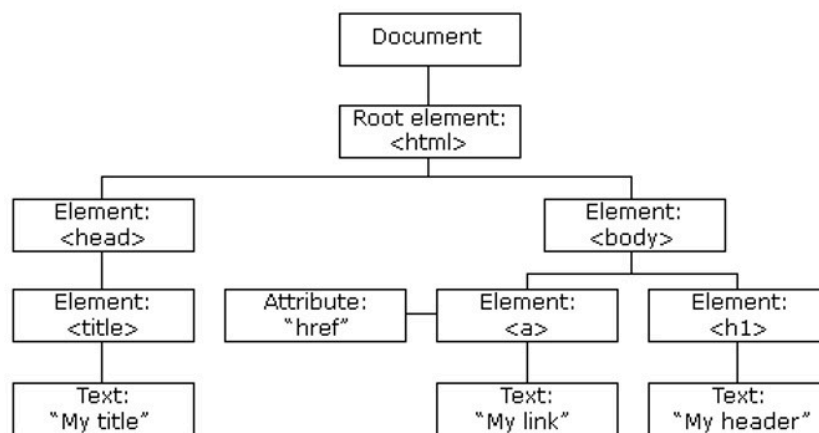 Document
Root element:
<html>
Element:
<head>
Element:
<body>
Element:
<title>
Attribute:
“href”
Element:
<a>
Element:
<h1>
Text:
“My title”
Text:
“My link”
Text:
“My header”